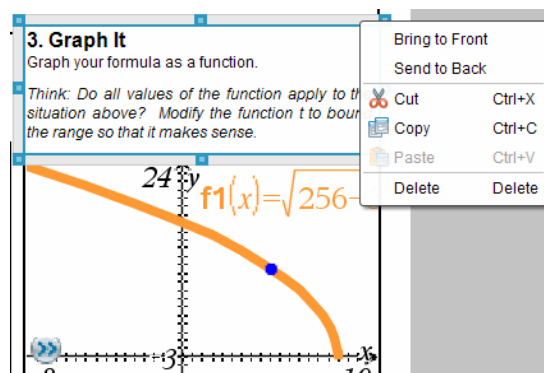 3. Graph It
Graph your formula as a function.
Think: Do all values of the function apply to
situation above? Modify the function t to
the range so that it makes sense.
Bring to Front
Send to Back
Cut Ctrl+X
Copy Ctrl+C
Paste Ctrl+V
Delete Delete
24 y
f1(x)=√256-
-3
x